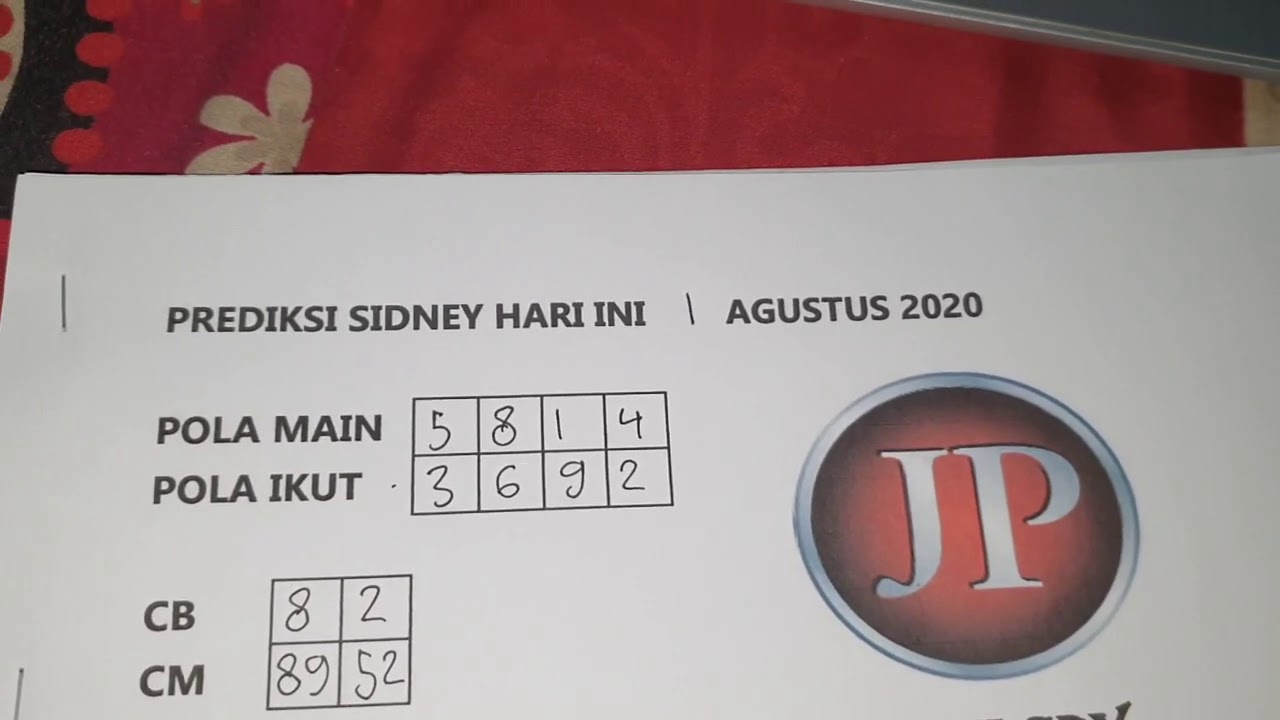 PREDIKSI SIDNEY HARI INI 1 AGUSTUS 2020
POLA MAIN 5 8 1 4
POLA IKUT 3 6 9 2
JP
CB 8 2
CM 89 52